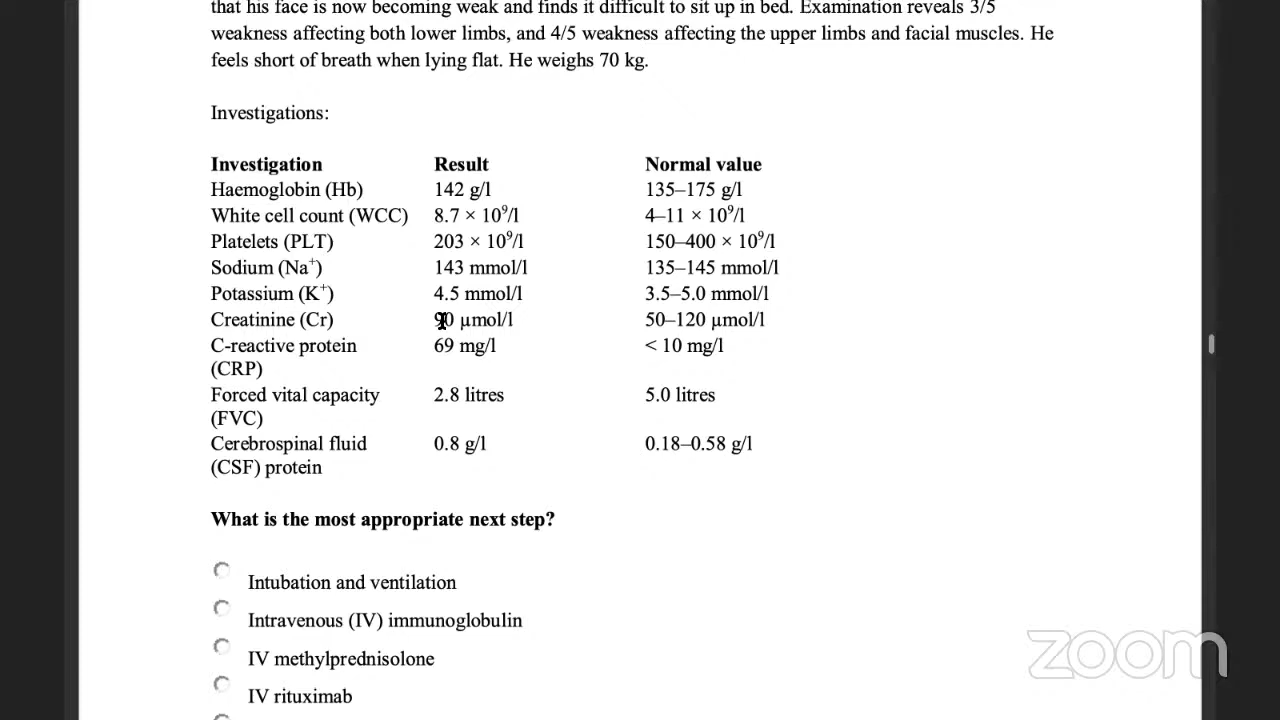 that his face is now becoming weak and finds it difficult to sit up in bed. Examination reveals 3/5
weakness affecting both lower limbs, and 4/5 weakness affecting the upper limbs and facial muscles. He
feels short of breath when lying flat. He weighs 70 kg.
Investigations:
Investigation Result Normal value
Haemoglobin (Hb) 142 g/l 135–175 g/l
White cell count (WCC) 8.7 × 10⁹/l 4–11 × 10⁹/l
Platelets (PLT) 203 × 10⁹/l 150–400 × 10⁹/l
Sodium (Na⁺) 143 mmol/l 135–145 mmol/l
Potassium (K⁺) 4.5 mmol/l 3.5–5.0 mmol/l
Creatinine (Cr) 90 µmol/l 50–120 µmol/l
C-reactive protein 69 mg/l < 10 mg/l
(CRP)
Forced vital capacity 2.8 litres 5.0 litres
(FVC)
Cerebrospinal fluid 0.8 g/l 0.18–0.58 g/l
(CSF) protein
What is the most appropriate next step?
Intubation and ventilation
Intravenous (IV) immunoglobulin
IV methylprednisolone
IV rituximab
zoom